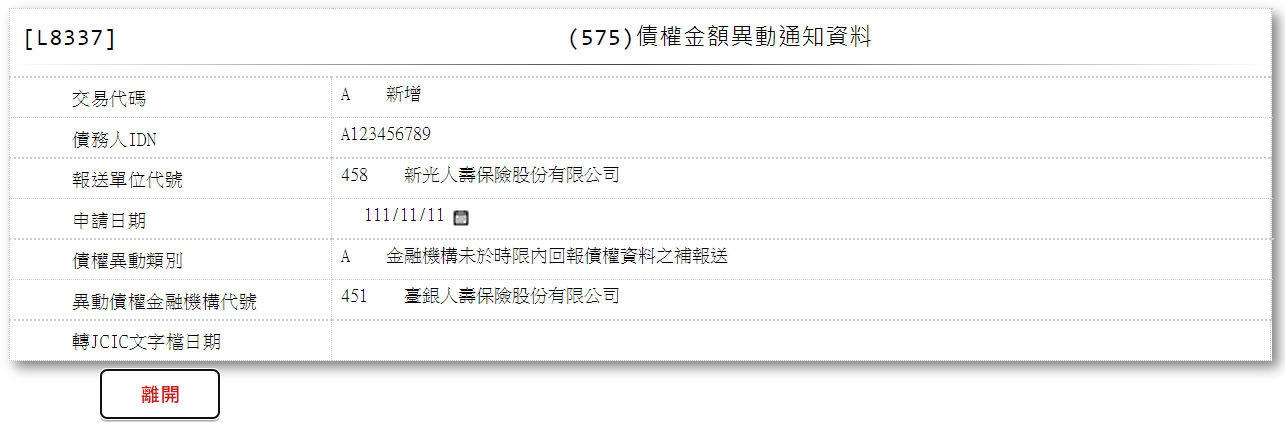 [L8337] (575)債權金額異動通知資料
交易代碼 A 新增
債務人IDN A123456789
報送單位代號 458 新光人壽保險股份有限公司
申請日期 111/11/11
債權異動類別 A 金融機構未於時限內回報債權資料之補報送
異動債權金融機構代號 451 臺銀人壽保險股份有限公司
轉JCIC文字檔日期
離開